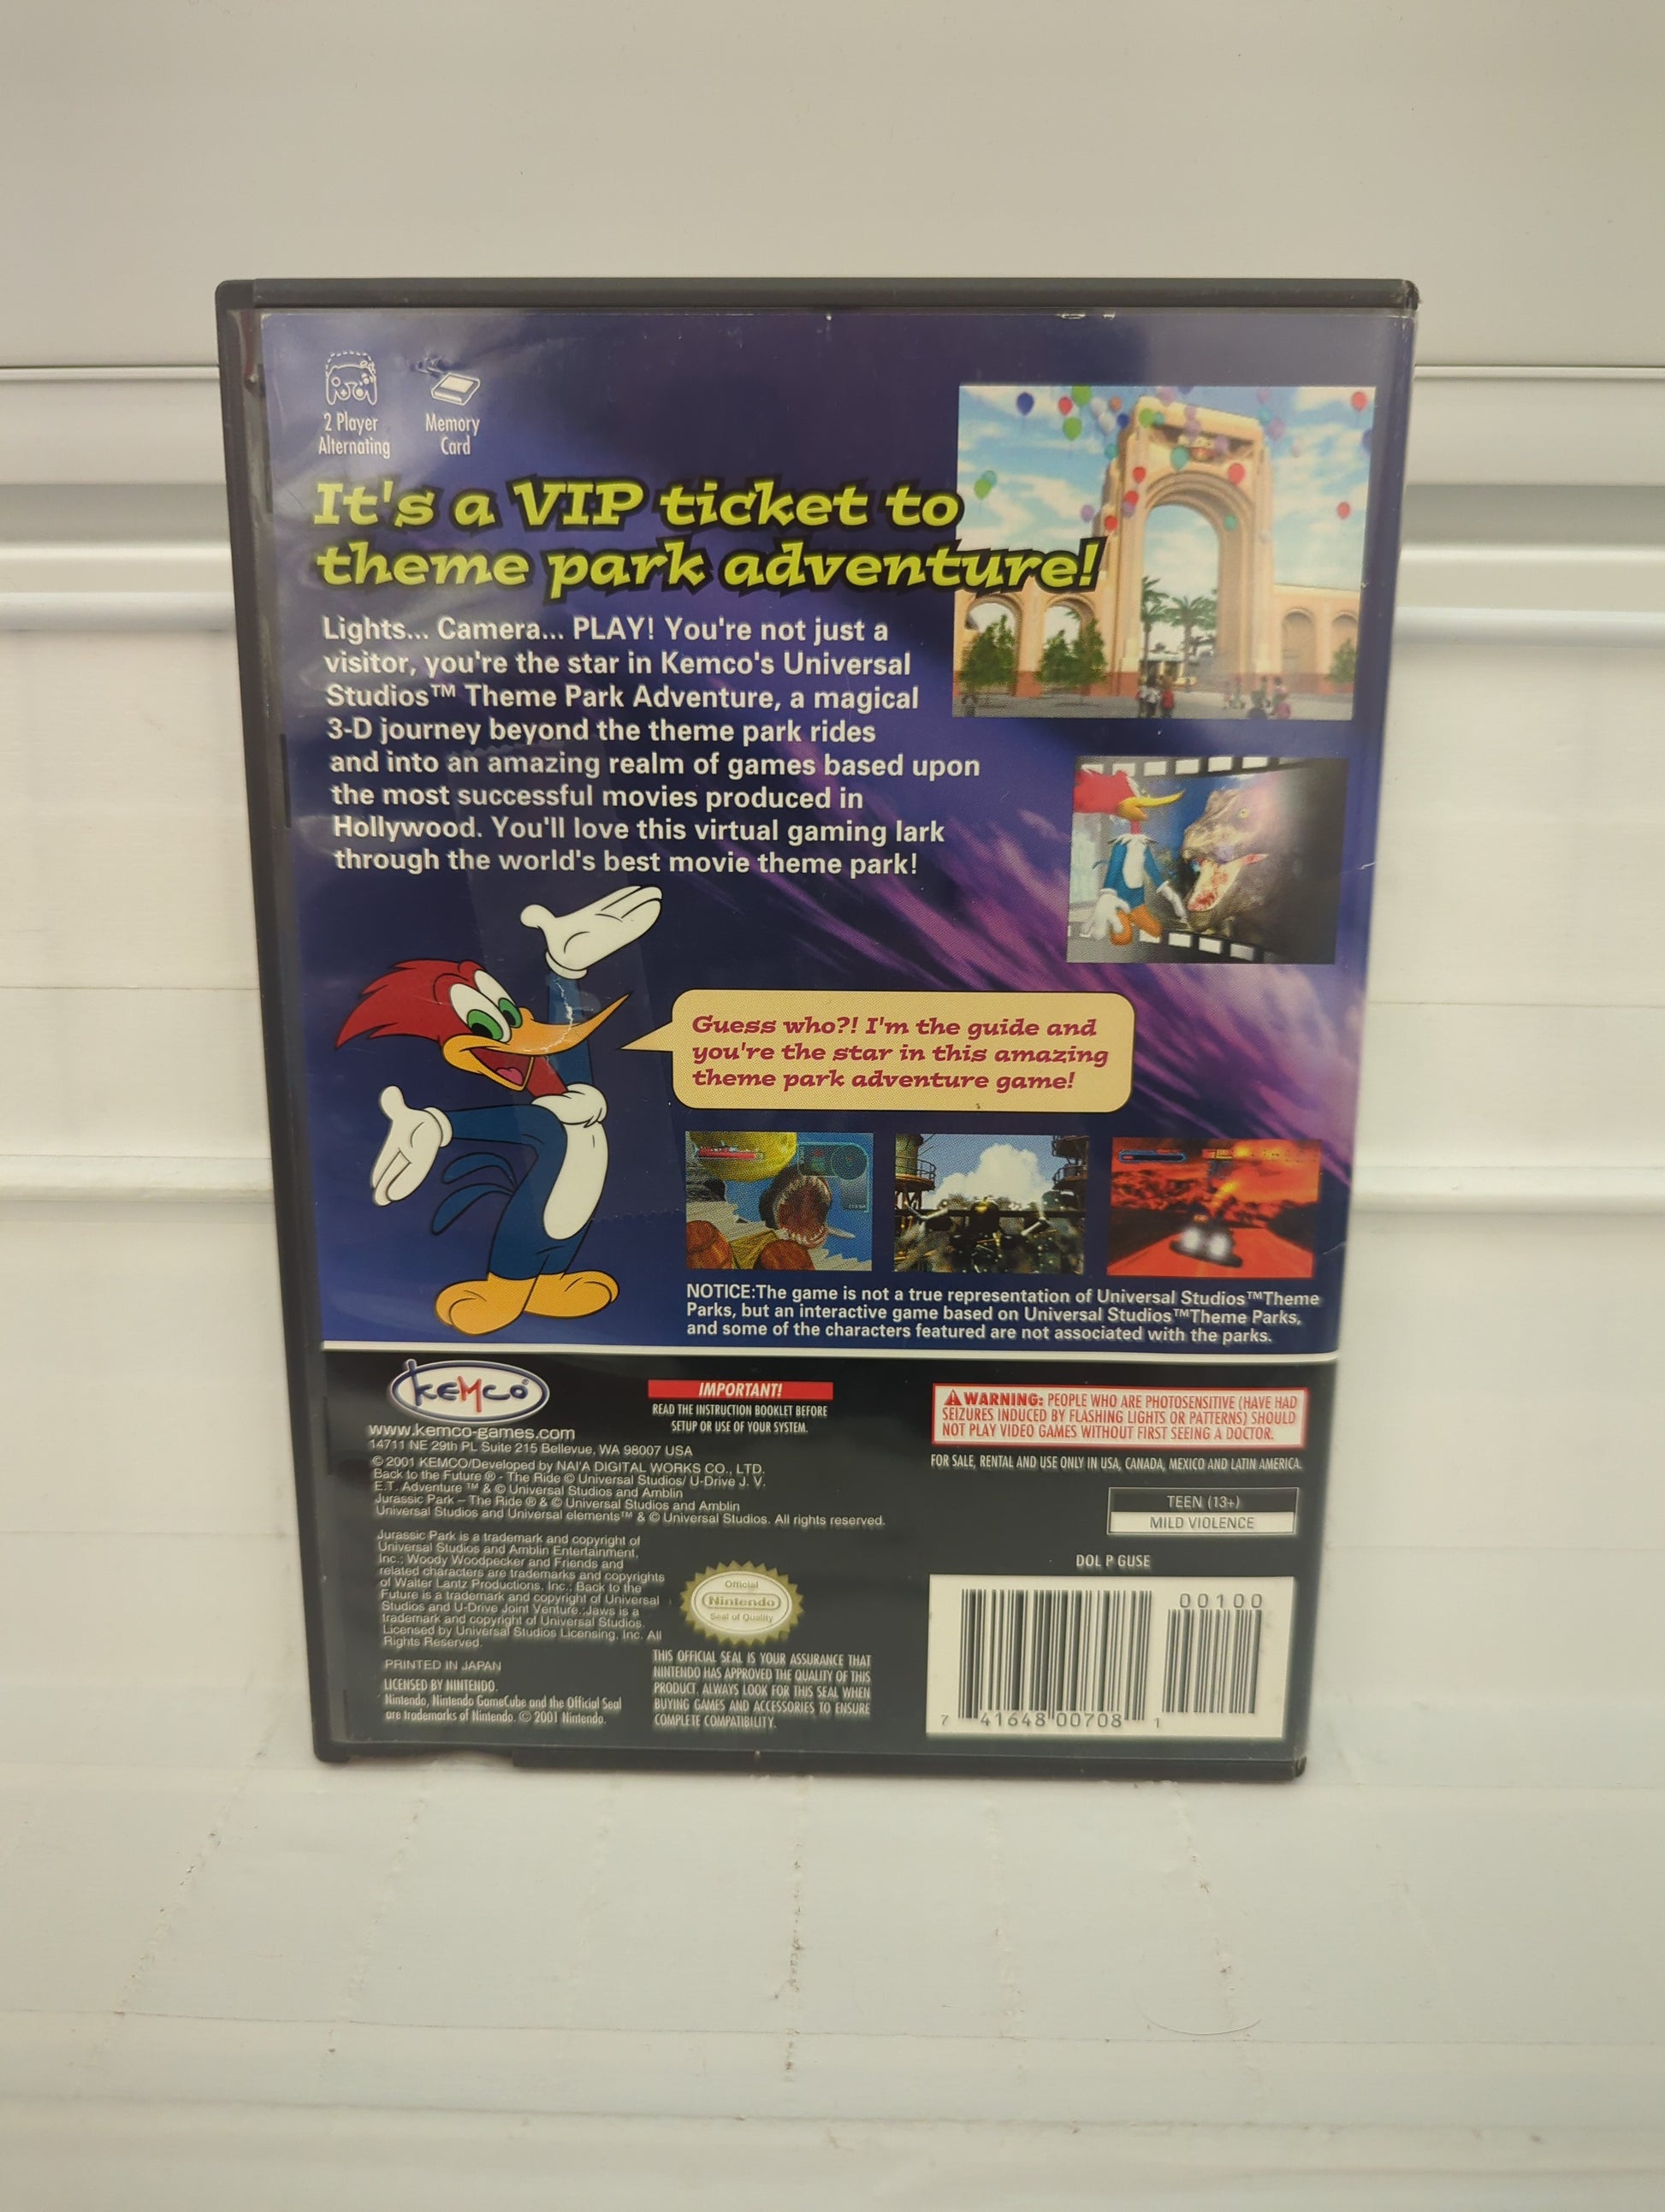 2 Player
Alternating
Memory
Card
It's a VIP ticket to
theme park adventure!
Lights... Camera... PLAY! You're not just a
visitor, you're the star in Kemco's Universal
Studios™ Theme Park Adventure, a magical
3-D journey beyond the theme park rides
and into an amazing realm of games based upon
the most successful movies produced in
Hollywood. You'll love this virtual gaming lark
through the world's best movie theme park!
Guess who?! I'm the guide and
you're the star in this amazing
theme park adventure game!
NOTICE:The game is not a true representation of Universal Studios™Theme
Parks, but an interactive game based on Universal Studios™Theme Parks,
and some of the characters featured are not associated with the parks.
KEMCO®
www.kemco-games.com
14711 NE 29th PL Suite 215 Bellevue, WA 98007 USA
© 2001 KEMCO/Developed by NAI'A DIGITAL WORKS CO., LTD.
Back to the Future ® - The Ride © Universal Studios/ U-Drive J. V.
E.T. Adventure ™ & © Universal Studios and Amblin
Jurassic Park – The Ride ® & © Universal Studios and Amblin
Universal Studios and Universal elements™ & © Universal Studios. All rights reserved.
Jurassic Park is a trademark and copyright of
Universal Studios and Amblin Entertainment,
Inc.; Woody Woodpecker and Friends and
related characters are trademarks and copyrights
of Walter Lantz Productions, Inc.; Back to the
Future is a trademark and copyright of Universal
Studios and U-Drive Joint Venture.;Jaws is a
trademark and copyright of Universal Studios.
Licensed by Universal Studios Licensing, Inc. All
Rights Reserved.
PRINTED IN JAPAN
LICENSED BY NINTENDO.
Nintendo, Nintendo GameCube and the Official Seal
are trademarks of Nintendo. © 2001 Nintendo.
IMPORTANT!
READ THE INSTRUCTION BOOKLET BEFORE
SETUP OR USE OF YOUR SYSTEM.
Official
Nintendo
Seal of Quality
THIS OFFICIAL SEAL IS YOUR ASSURANCE THAT
NINTENDO HAS APPROVED THE QUALITY OF THIS
PRODUCT. ALWAYS LOOK FOR THIS SEAL WHEN
BUYING GAMES AND ACCESSORIES TO ENSURE
COMPLETE COMPATIBILITY.
WARNING: PEOPLE WHO ARE PHOTOSENSITIVE (HAVE HAD
SEIZURES INDUCED BY FLASHING LIGHTS OR PATTERNS) SHOULD
NOT PLAY VIDEO GAMES WITHOUT FIRST SEEING A DOCTOR.
FOR SALE, RENTAL AND USE ONLY IN USA, CANADA, MEXICO AND LATIN AMERICA.
TEEN (13+)
MILD VIOLENCE
DOL P GUSE
00100
7 41648 00708 1